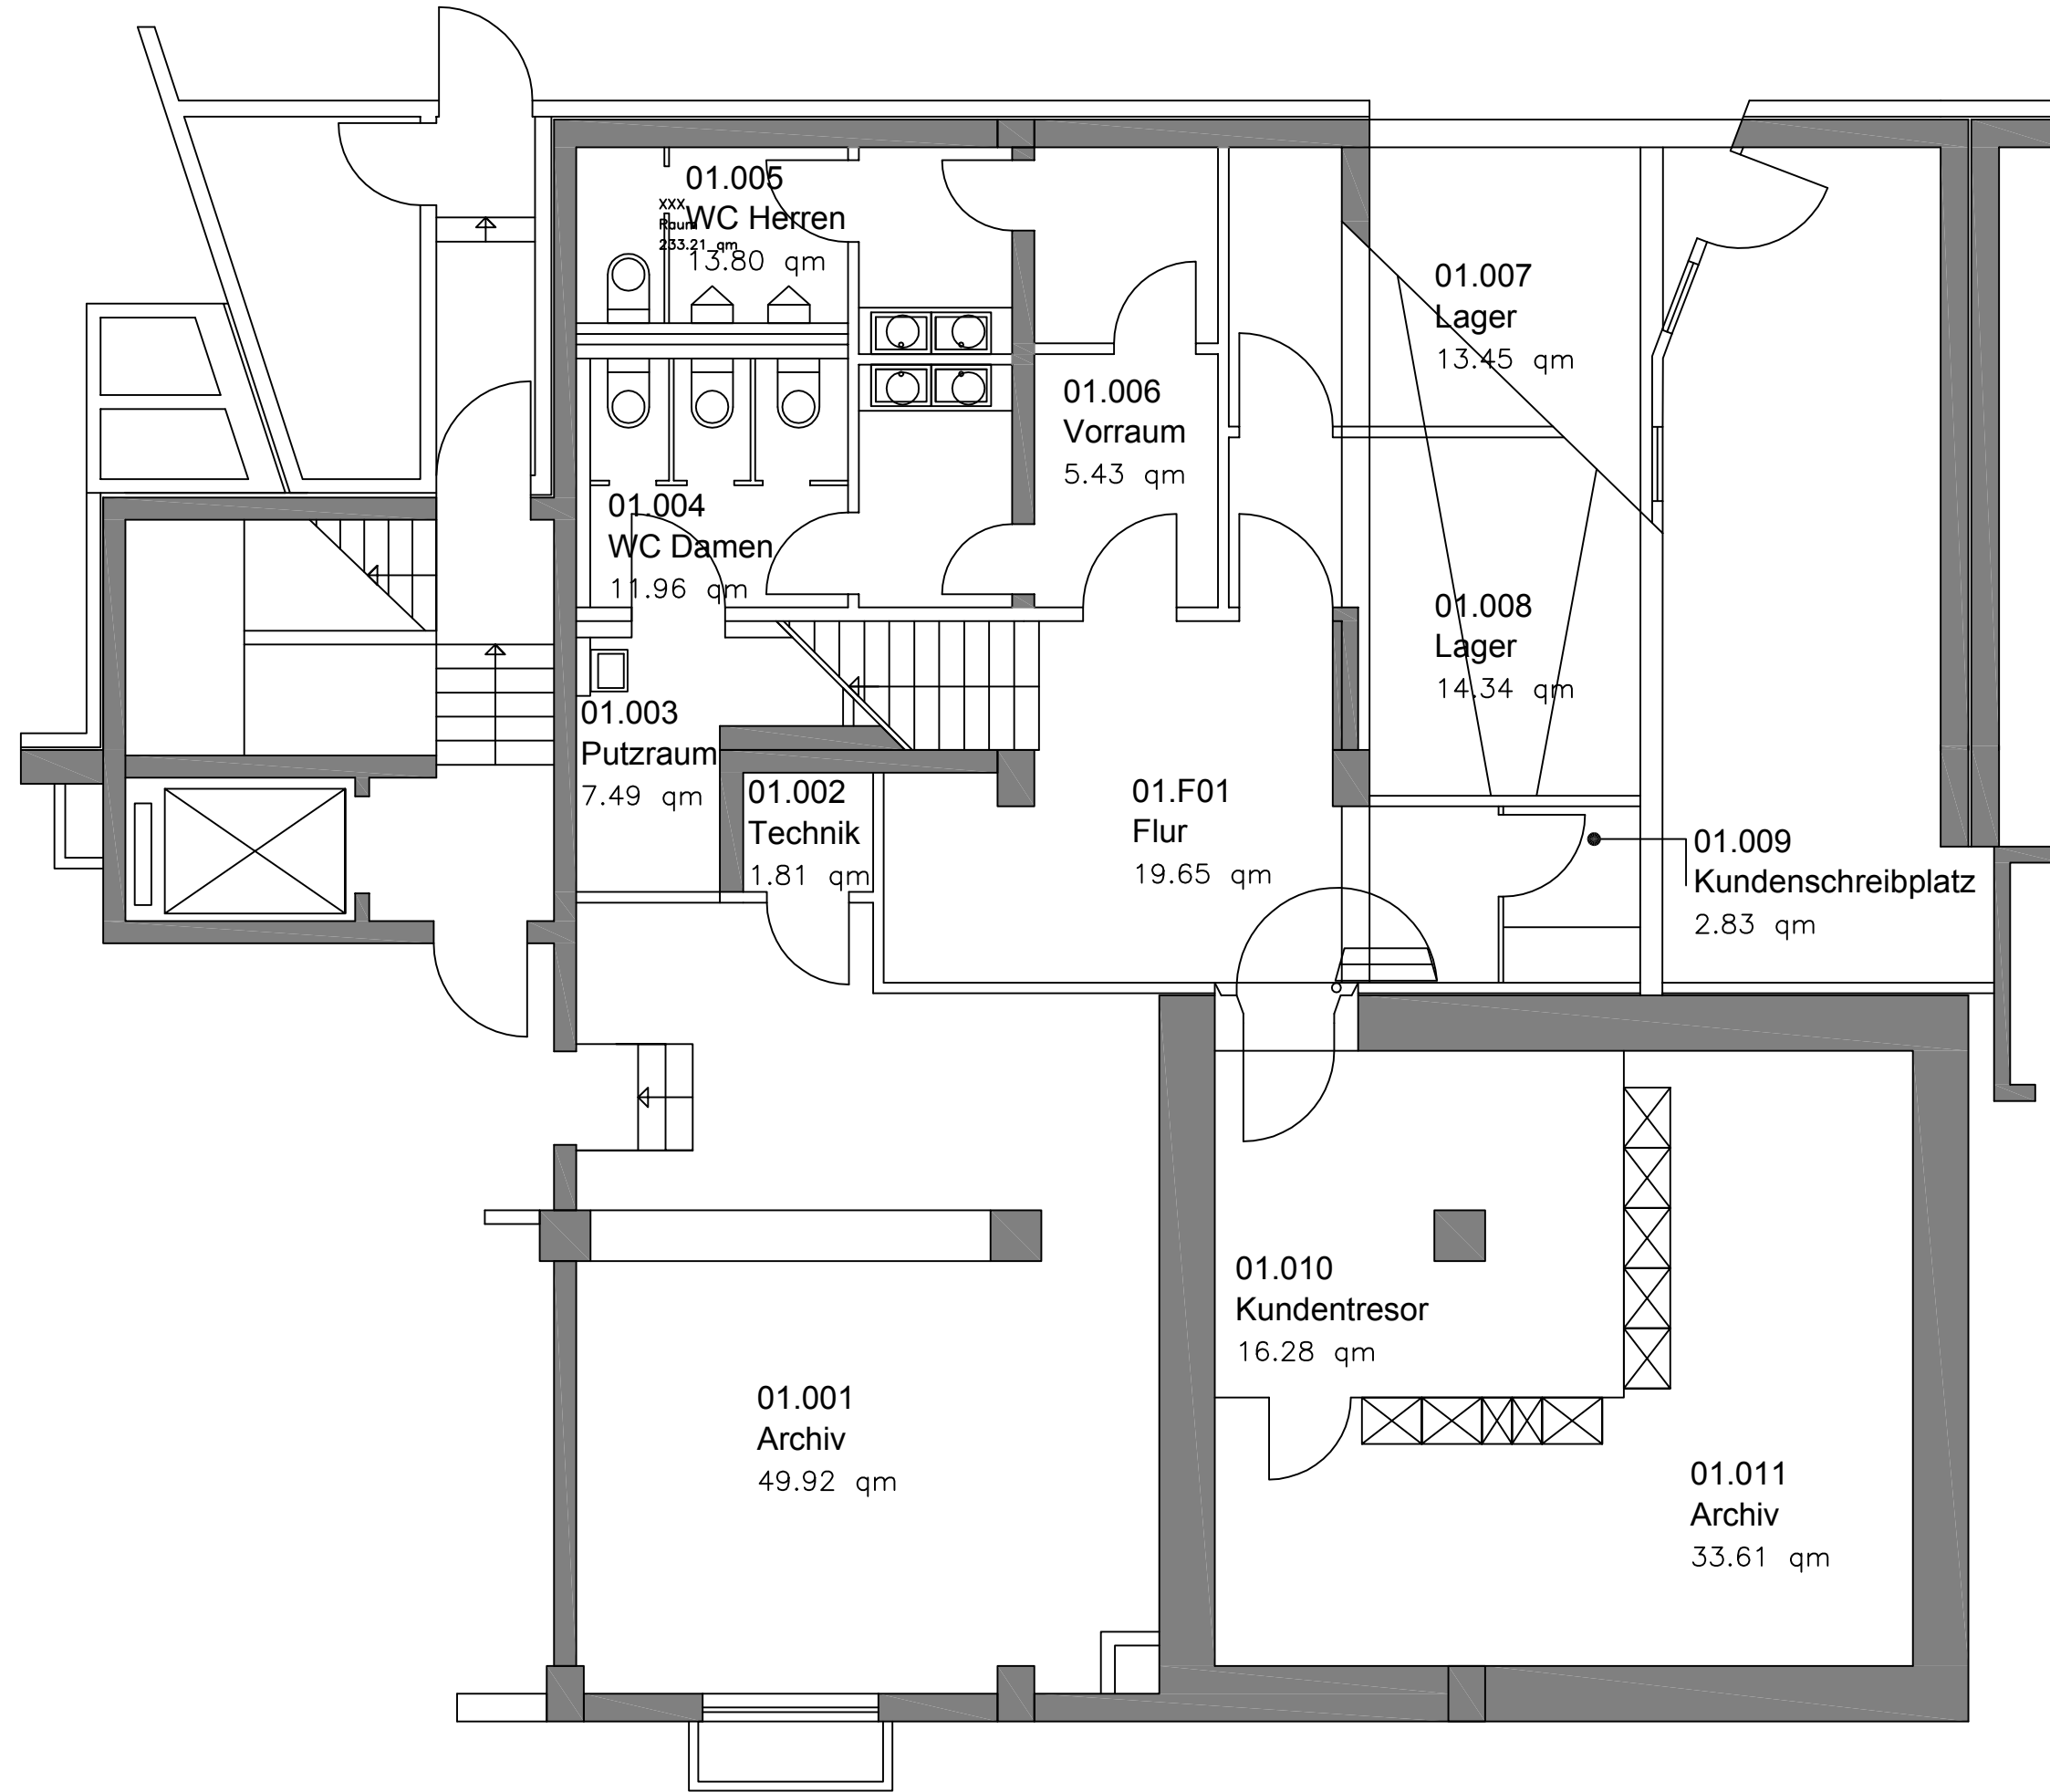 01.005
WC Herren
13.80 qm
XXX
Raum
233.21 qm
01.007
Lager
13.45 qm
01.006
Vorraum
5.43 qm
01.004
WC Damen
11.96 qm
01.008
Lager
14.34 qm
01.003
Putzraum
7.49 qm
01.002
Technik
1.81 qm
01.F01
Flur
19.65 qm
01.009
Kundenschreibplatz
2.83 qm
01.010
Kundentresor
16.28 qm
01.001
Archiv
49.92 qm
01.011
Archiv
33.61 qm